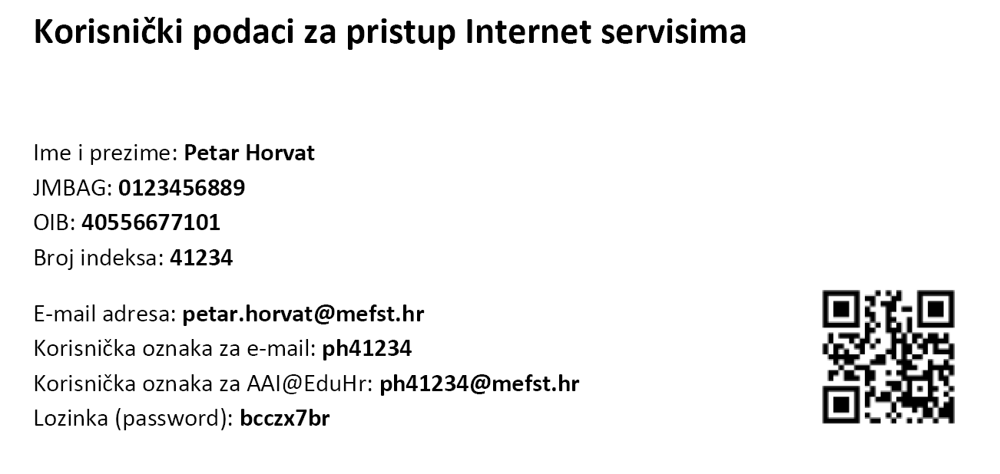 Korisnički podaci za pristup Internet servisima
Ime i prezime: Petar Horvat
JMBAG: 0123456889
OIB: 40556677101
Broj indeksa: 41234
E-mail adresa: petar.horvat@mefst.hr
Korisnička oznaka za e-mail: ph41234
Korisnička oznaka za AAI@EduHr: ph41234@mefst.hr
Lozinka (password): bcczx7br